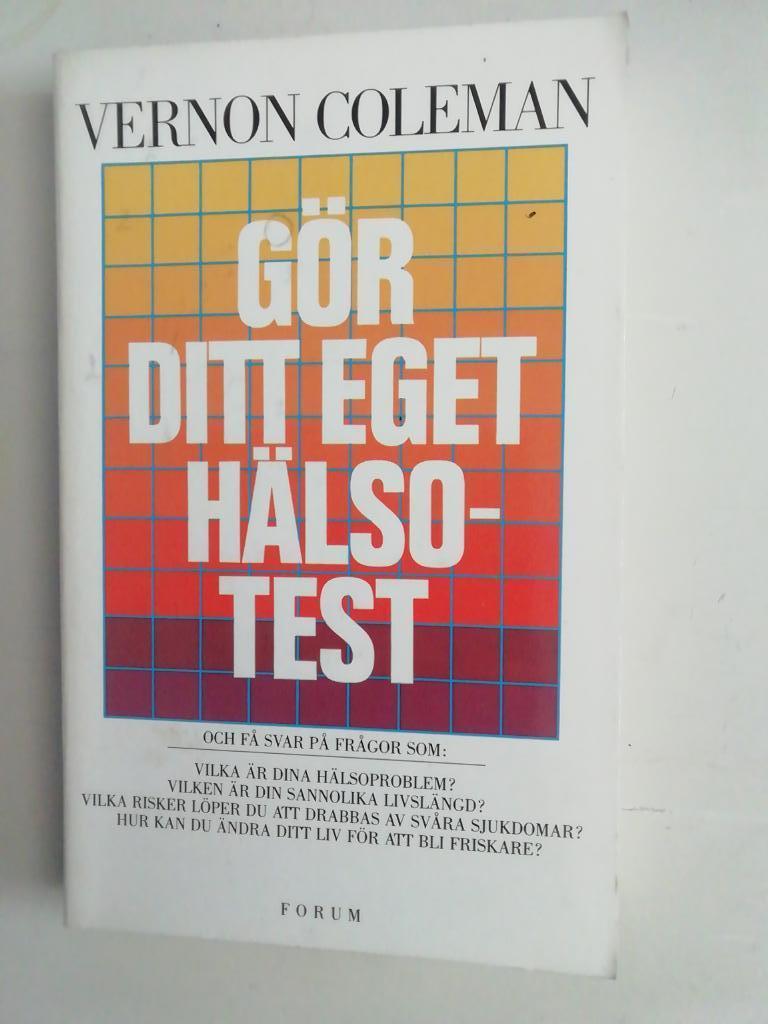 VERNON COLEMAN
GÖR
DITT EGET
HÄLSO-
TEST
OCH FÅ SVAR PÅ FRÅGOR SOM:
VILKA ÄR DINA HÄLSOPROBLEM?
VILKEN ÄR DIN SANNOLIKA LIVSLÄNGD?
VILKA RISKER LÖPER DU ATT DRABBAS AV SVÅRA SJUKDOMAR?
HUR KAN DU ÄNDRA DITT LIV FÖR ATT BLI FRISKARE?
FORUM